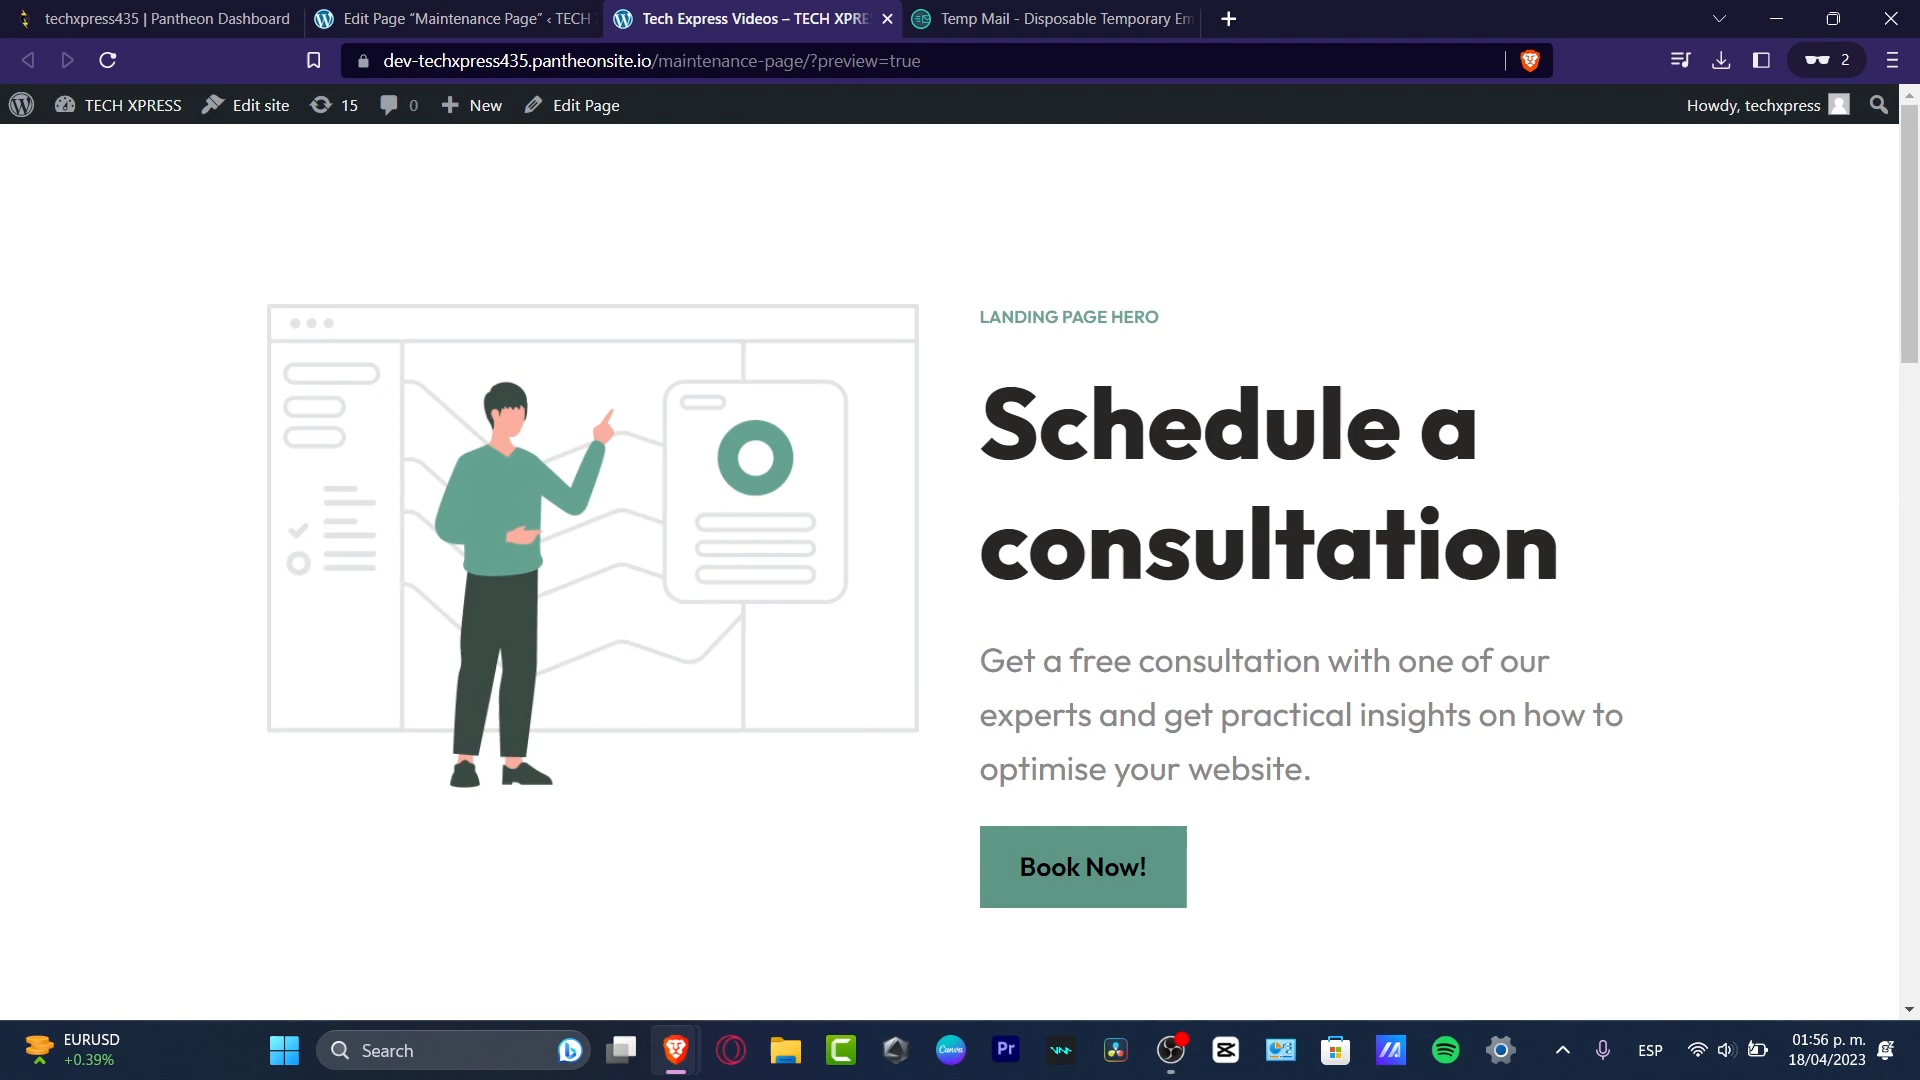 techxpress435 | Pantheon Dashboard
Edit Page “Maintenance Page” ‹ TECH
Tech Express Videos – TECH XPRE
Temp Mail - Disposable Temporary Em
dev-techxpress435.pantheonsite.io/maintenance-page/?preview=true
2
TECH XPRESS
Edit site
15
0
New
Edit Page
Howdy, techxpress
LANDING PAGE HERO
Schedule a
consultation
Get a free consultation with one of our
experts and get practical insights on how to
optimise your website.
Book Now!
EURUSD
+0.39%
Search
Canva
Pr
ESP
01:56 p. m.
18/04/2023